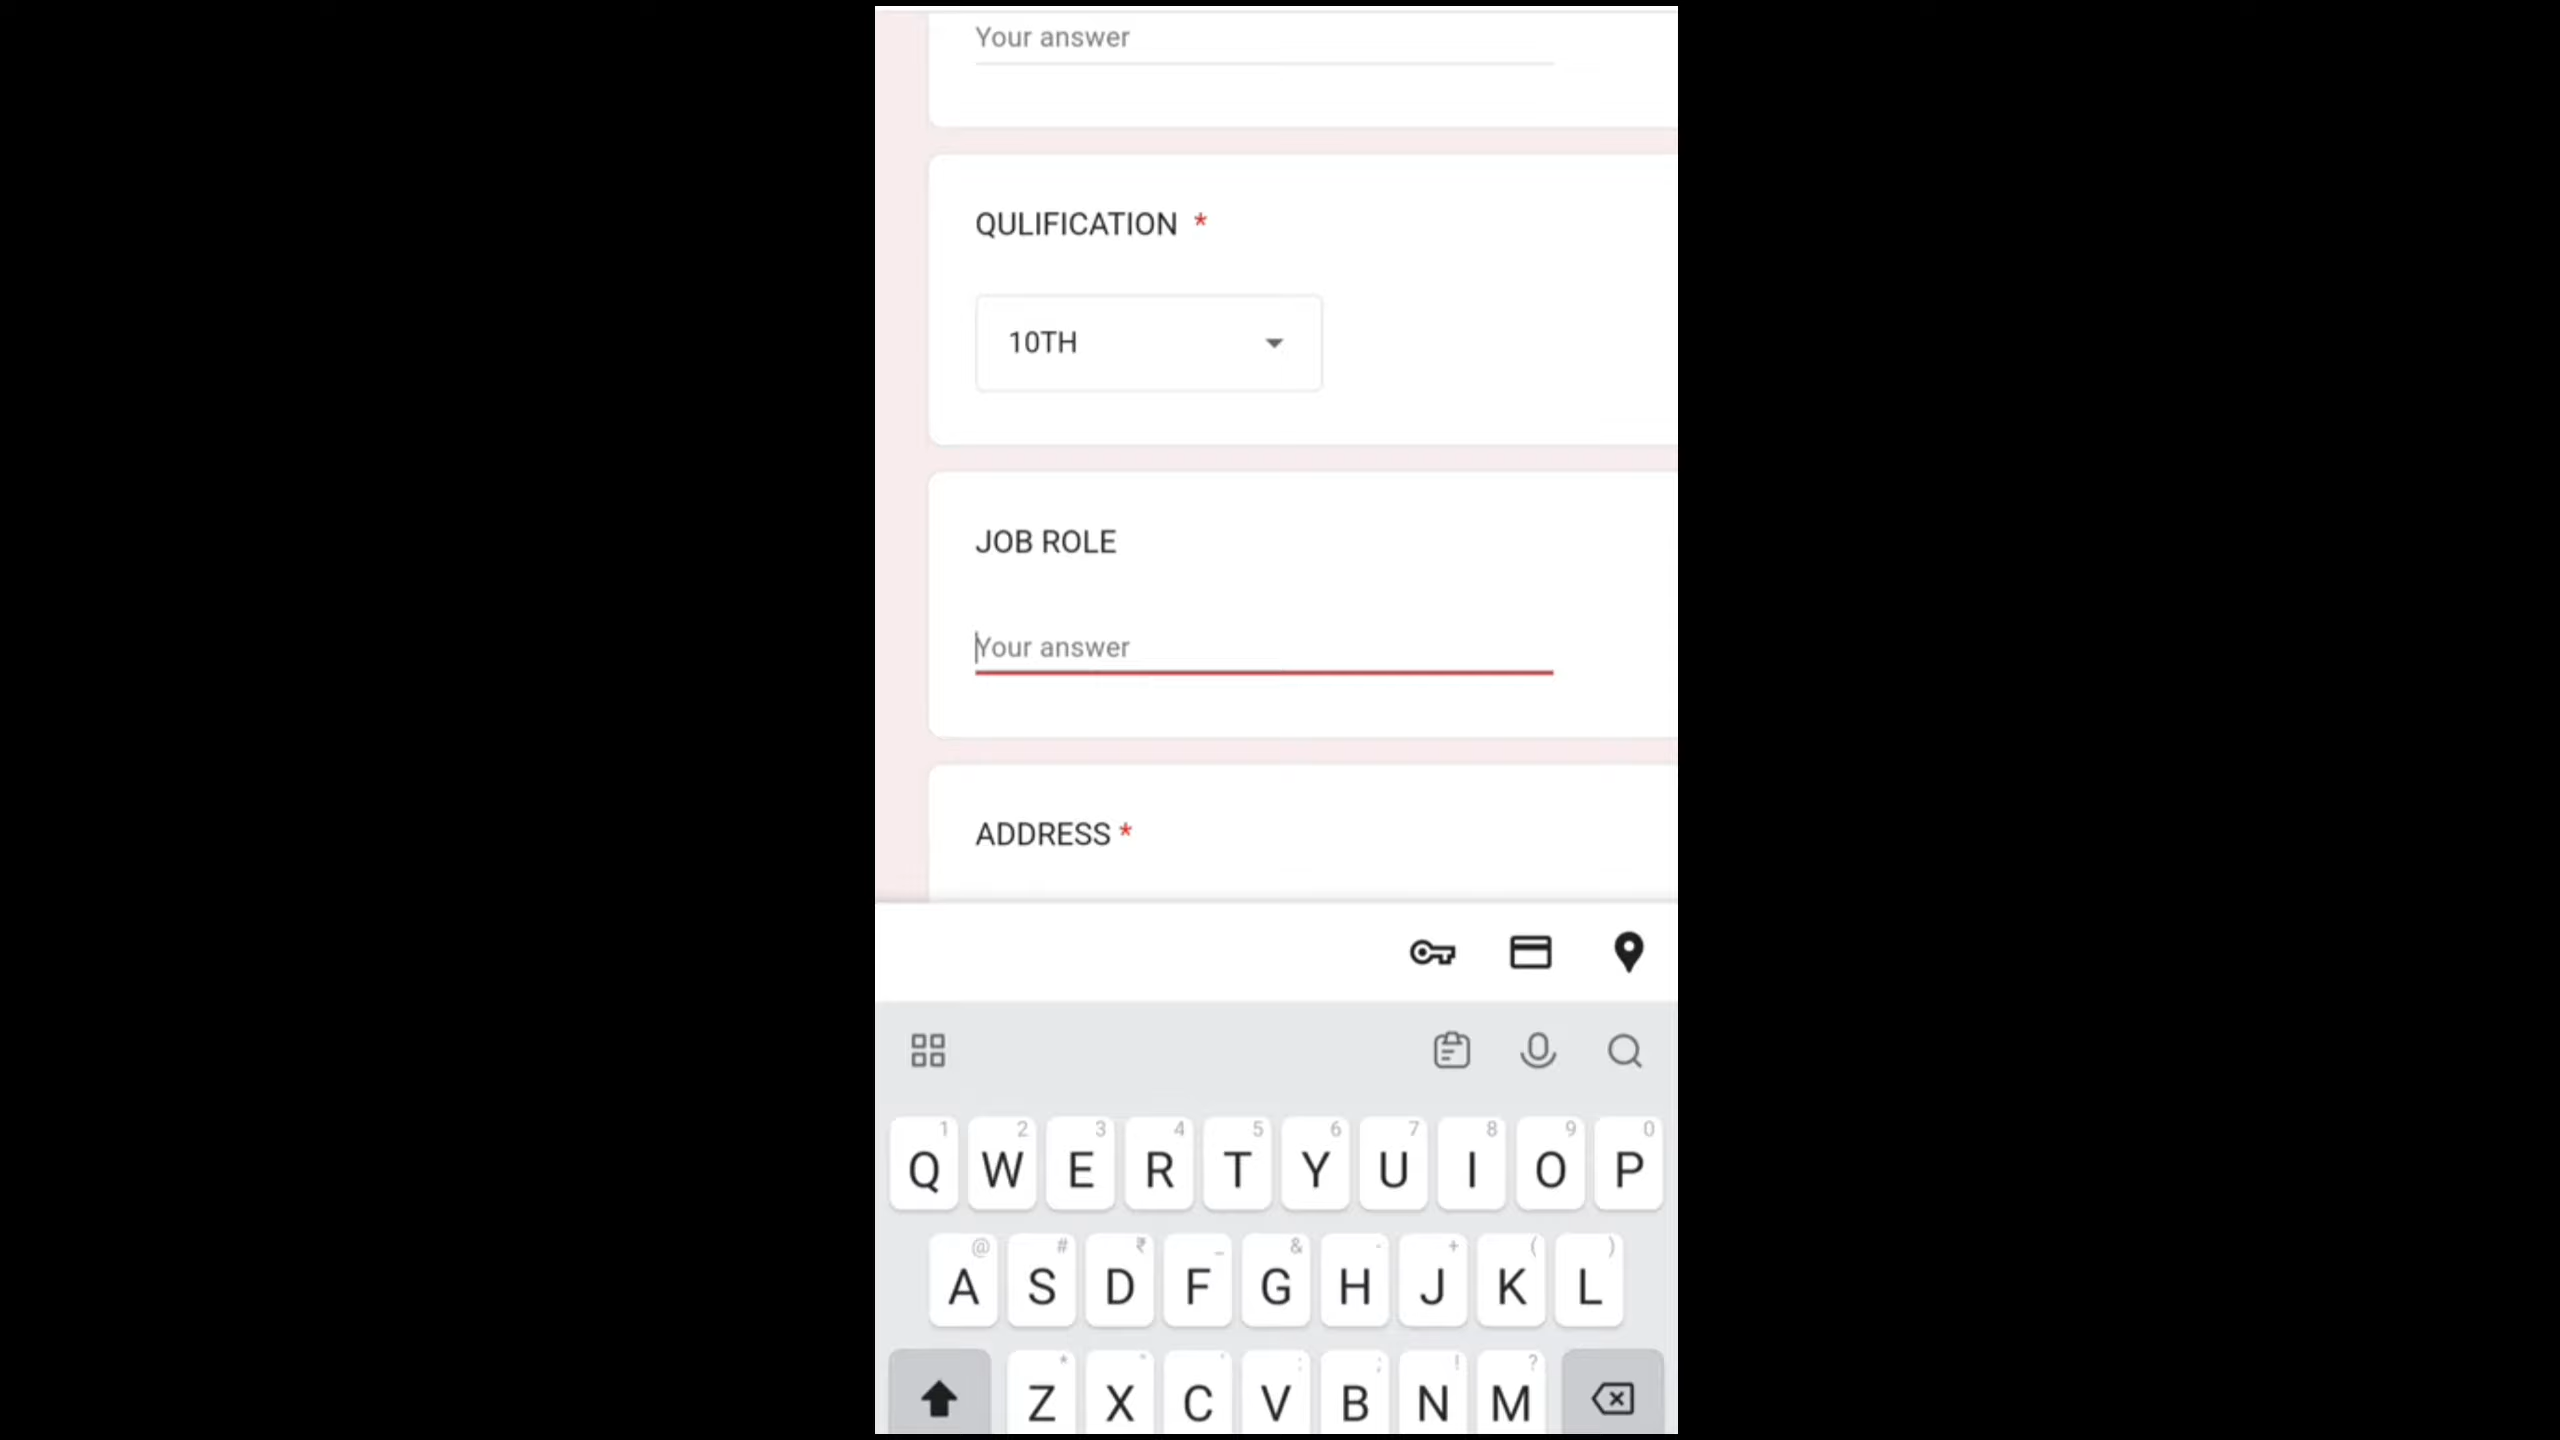 Your answer
QULIFICATION *
10TH
JOB ROLE
Your answer
ADDRESS *
1 2 3 4 5 6 7 8 9 0
Q W E R T Y U I O P
@ # ₹ _ & - + ( )
A S D F G H J K L
* " ' : ; ! ?
Z X C V B N M